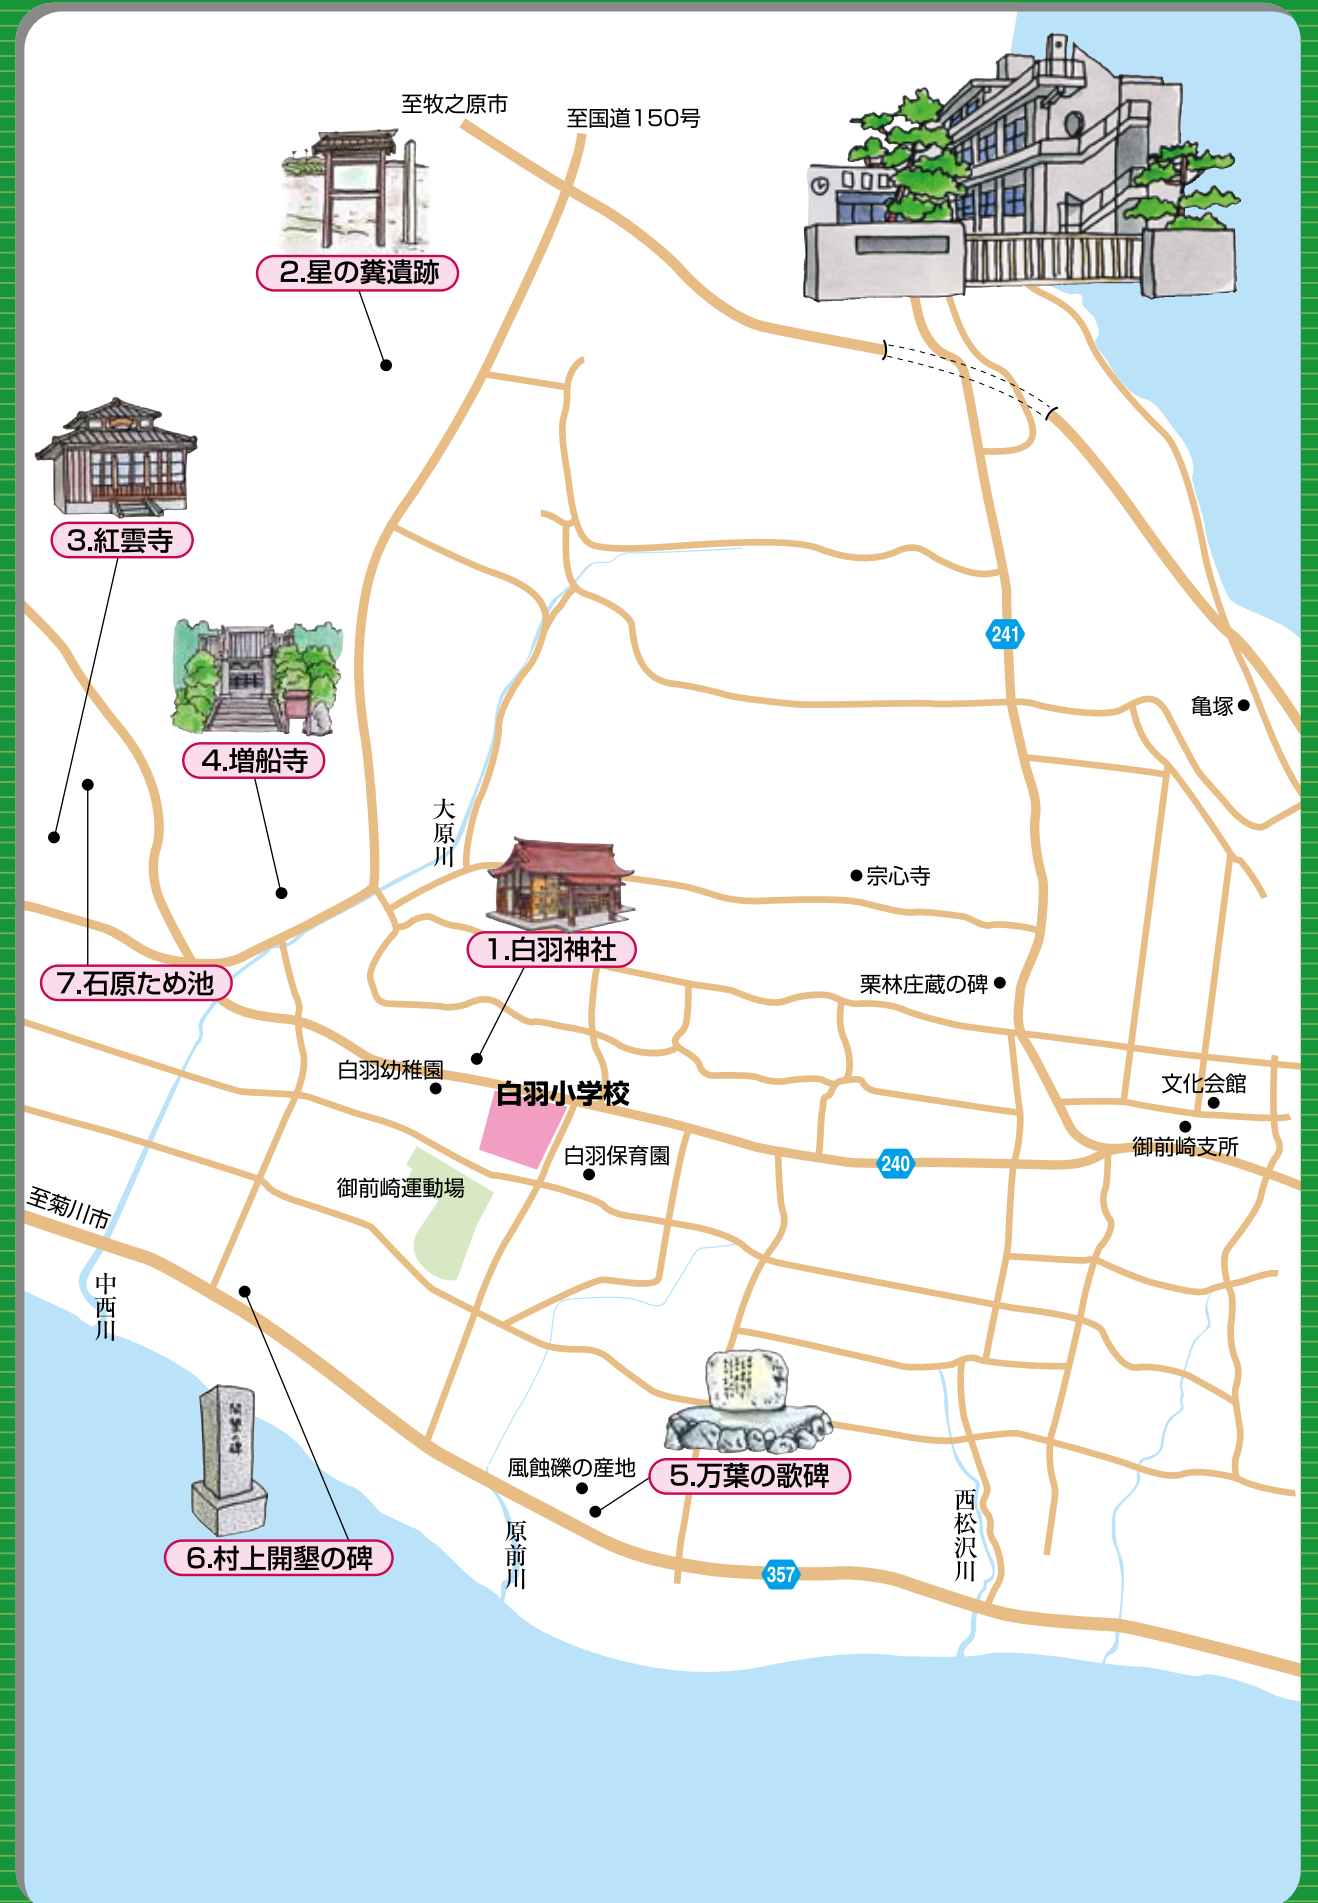 至牧之原市
至国道150号
2.星の糞遺跡
3.紅雲寺
241
亀塚
4.増船寺
大原川
宗心寺
1.白羽神社
7.石原ため池
栗林庄蔵の碑
白羽幼稚園
白羽小学校
文化会館
御前崎支所
白羽保育園
240
御前崎運動場
至菊川市
中西川
開墾の碑
風蝕礫の産地
5.万葉の歌碑
西松沢川
原前川
6.村上開墾の碑
357